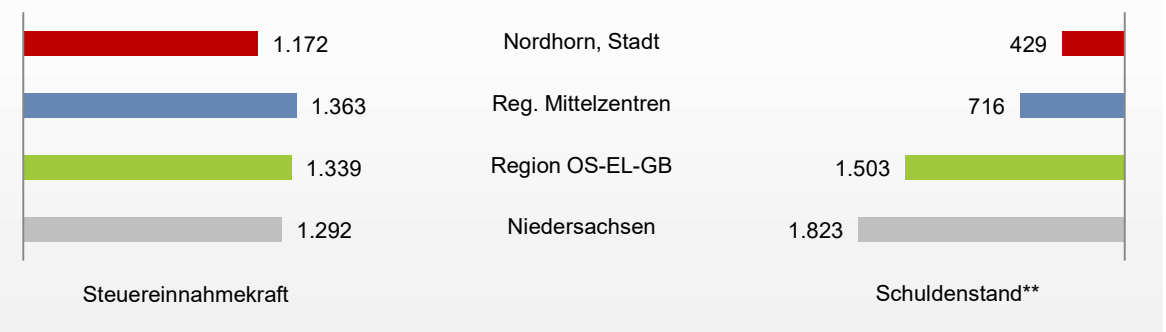 1.172 Nordhorn, Stadt 429
1.363 Reg. Mittelzentren 716
1.339 Region OS-EL-GB 1.503
1.292 Niedersachsen 1.823
Steuereinnahmekraft Schuldenstand**